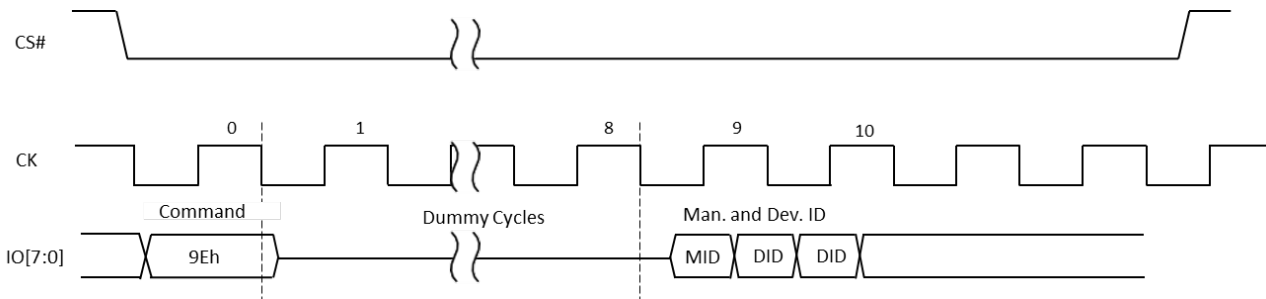 CS#
0 1 8 9 10
CK
Command Dummy Cycles Man. and Dev. ID
IO[7:0] 9Eh MID DID DID